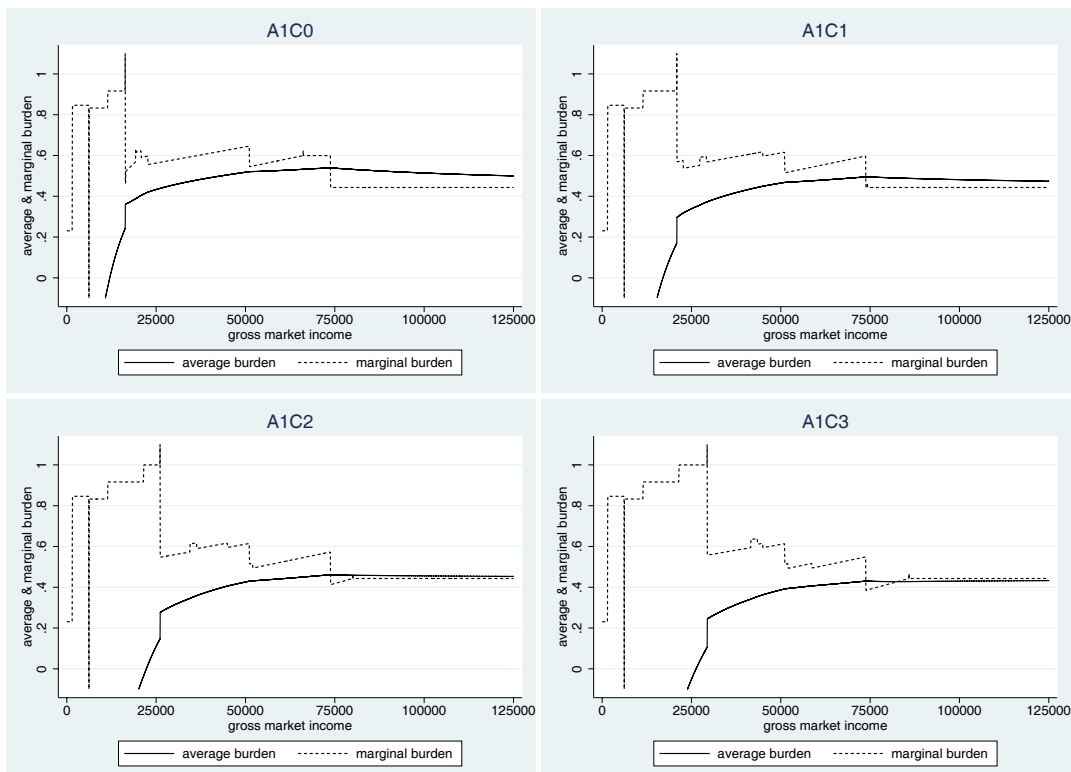 A1C0
average & marginal burden
1
.8
.6
.4
.2
0
0 25000 50000 75000 100000 125000
gross market income
average burden marginal burden
A1C1
average & marginal burden
1
.8
.6
.4
.2
0
0 25000 50000 75000 100000 125000
gross market income
average burden marginal burden
A1C2
average & marginal burden
1
.8
.6
.4
.2
0
0 25000 50000 75000 100000 125000
gross market income
average burden marginal burden
A1C3
average & marginal burden
1
.8
.6
.4
.2
0
0 25000 50000 75000 100000 125000
gross market income
average burden marginal burden